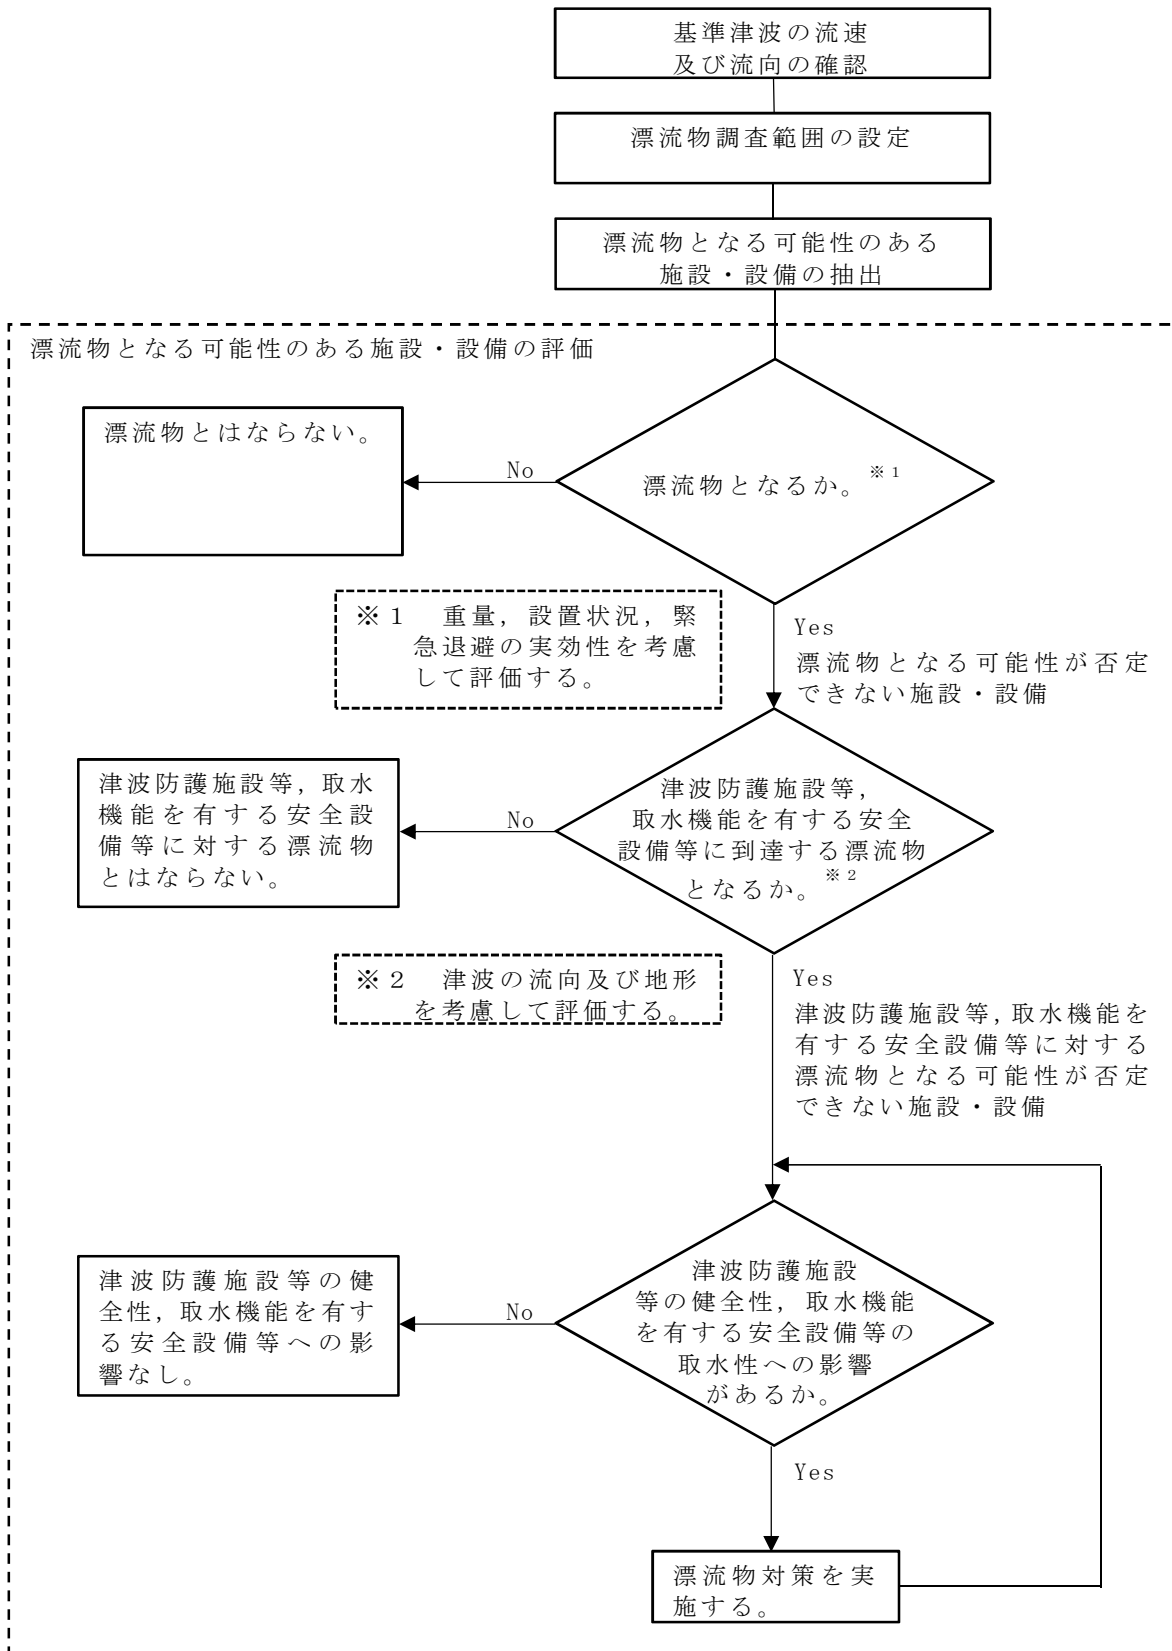 基準津波の流速
及び流向の確認
漂流物調査範囲の設定
漂流物となる可能性のある
施設・設備の抽出
漂流物となる可能性のある施設・設備の評価
漂流物とはならない。
No
漂流物となるか。※1
※1 重量，設置状況，緊
急退避の実効性を考慮
して評価する。
Yes
漂流物となる可能性が否定
できない施設・設備
津波防護施設等，取水
機能を有する安全設
備等に対する漂流物
とはならない。
No
津波防護施設等，
取水機能を有する安全
設備等に到達する漂流物
となるか。※2
※2 津波の流向及び地形
を考慮して評価する。
Yes
津波防護施設等，取水機能を
有する安全設備等に対する
漂流物となる可能性が否定
できない施設・設備
津波防護施設等の健
全性，取水機能を有す
る安全設備等への影
響なし。
No
津波防護施設
等の健全性，取水機能
を有する安全設備等の
取水性への影響
があるか。
Yes
漂流物対策を実
施する。